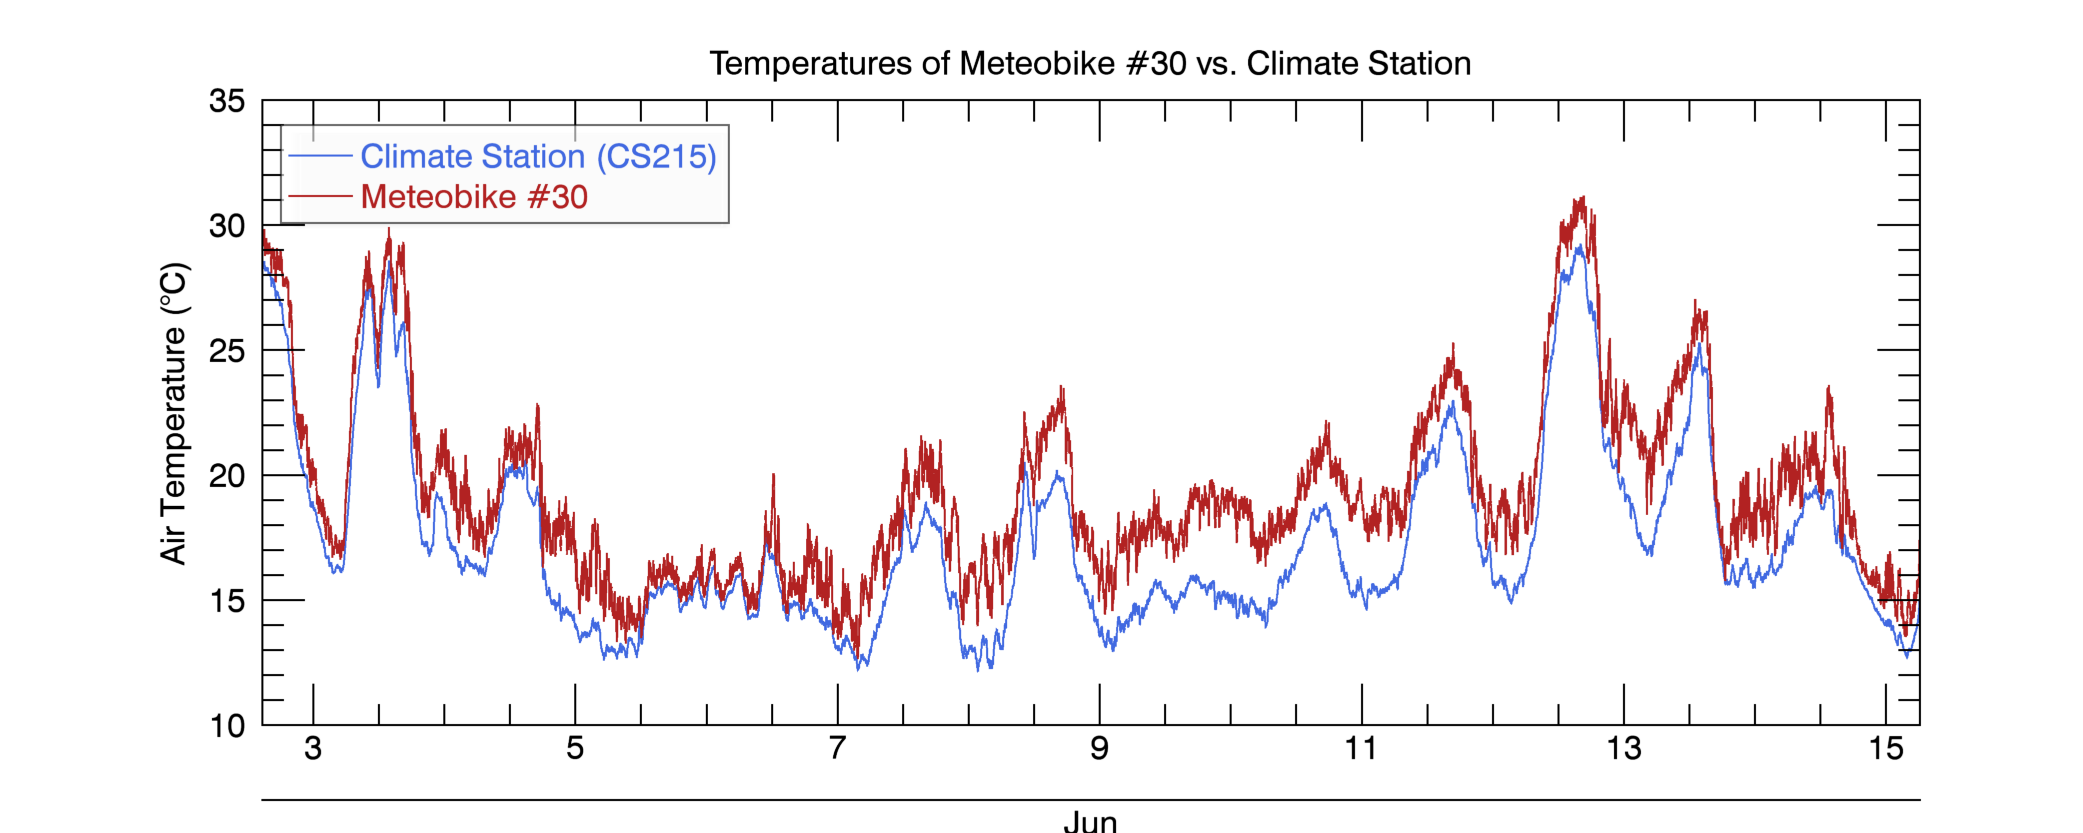 Temperatures of Meteobike #30 vs. Climate Station
Climate Station (CS215)
Meteobike #30
Air Temperature (°C)
35
30
25
20
15
10
3 5 7 9 11 13 15
Jun